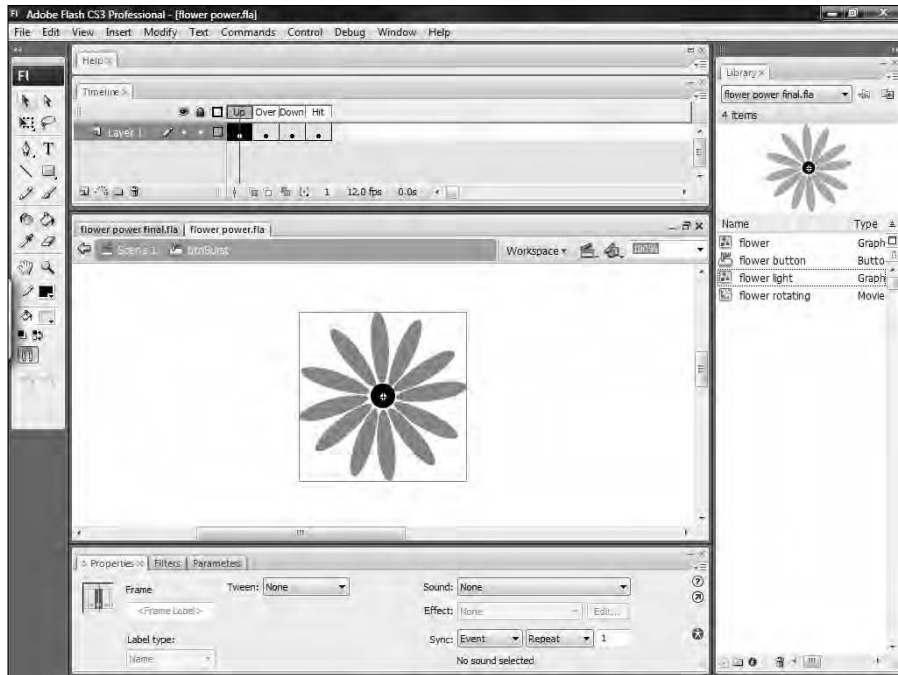 Fl Adobe Flash CS3 Professional - [flower power.fla]
File Edit View Insert Modify Text Commands Control Debug Window Help
Fl
Help ×
Timeline ×
Up Over Down Hit
Layer 1
1 12.0 fps 0.0s
flower power final.fla flower power.fla
Scene 1 btnBurst
Workspace
100%
Properties × Filters Parameters
Frame
<Frame Label>
Label type:
Name
Tween: None
Sound: None
Effect: None Edit...
Sync: Event Repeat 1
No sound selected
Library ×
flower power final.fla
4 items
Name Type
flower Graph
flower button Butto
flower light Graph
flower rotating Movie